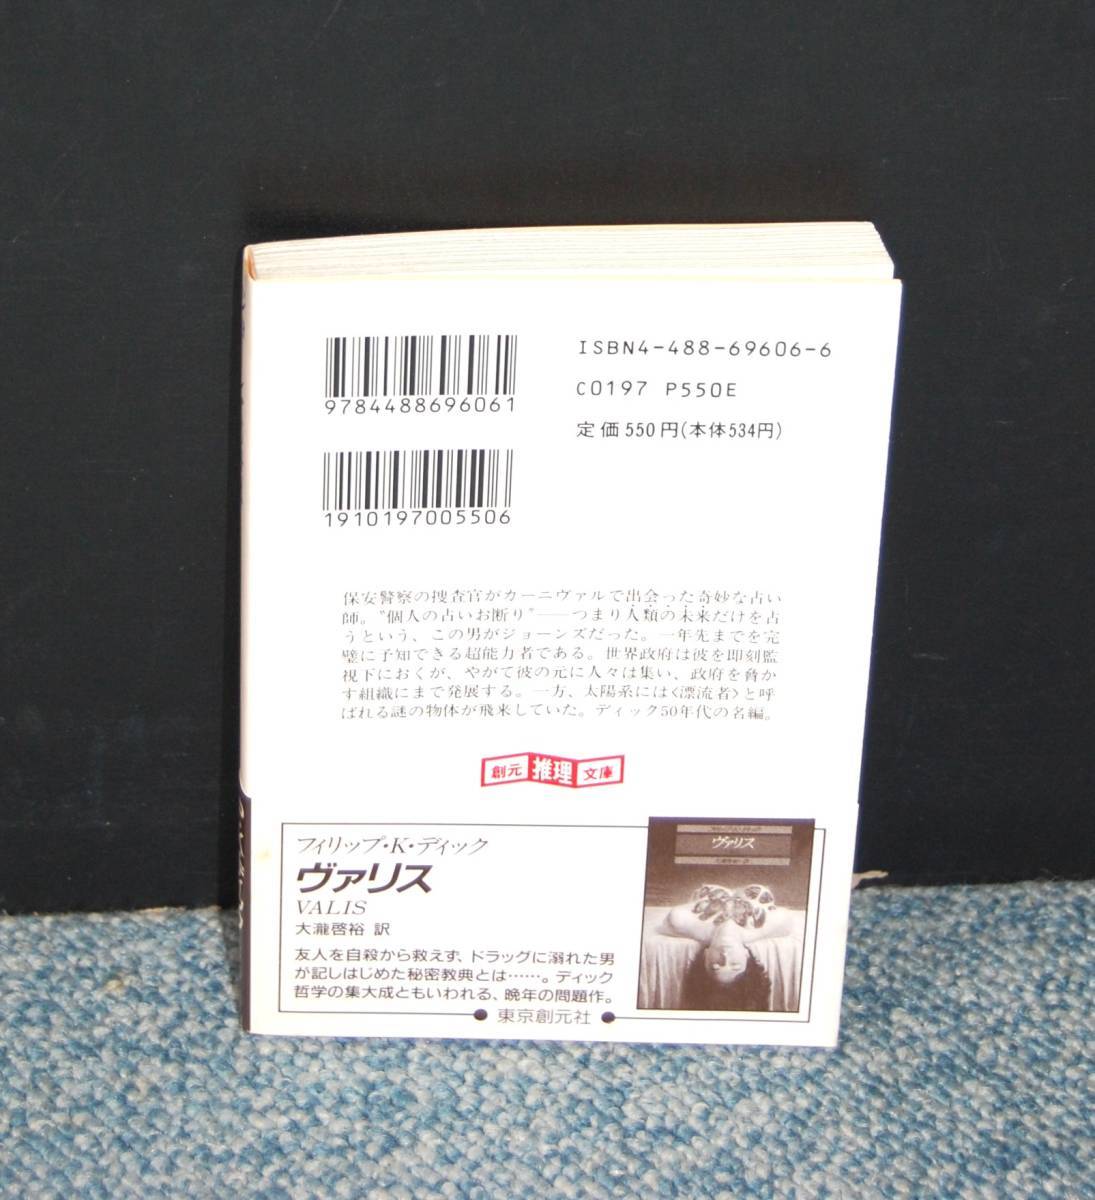 9784488696061
ISBN4-488-69606-6
C0197 P550E
定価550円(本体534円)
1910197005506
保安警察の捜査官がカーニヴァルで出会った奇妙な占い
師。〝個人の占いお断り〟――つまり人類の未来だけを占
うという、この男がジョーンズだった。一年先までを完
璧に予知できる超能力者である。世界政府は彼を即刻監
視下におくが、やがて彼の元に人々は集い、政府を脅か
す組織にまで発展する。一方、太陽系には〈漂流者〉と呼
ばれる謎の物体が飛来していた。ディック50年代の名編。
創元 推理 文庫
フィリップ・K・ディック
ヴァリス
VALIS
大瀧啓裕 訳
友人を自殺から救えず、ドラッグに溺れた男
が記しはじめた秘密教典とは……。ディック
哲学の集大成ともいわれる、晩年の問題作。
東京創元社
フィリップ・K・ディック
ヴァリス
大瀧啓裕 訳